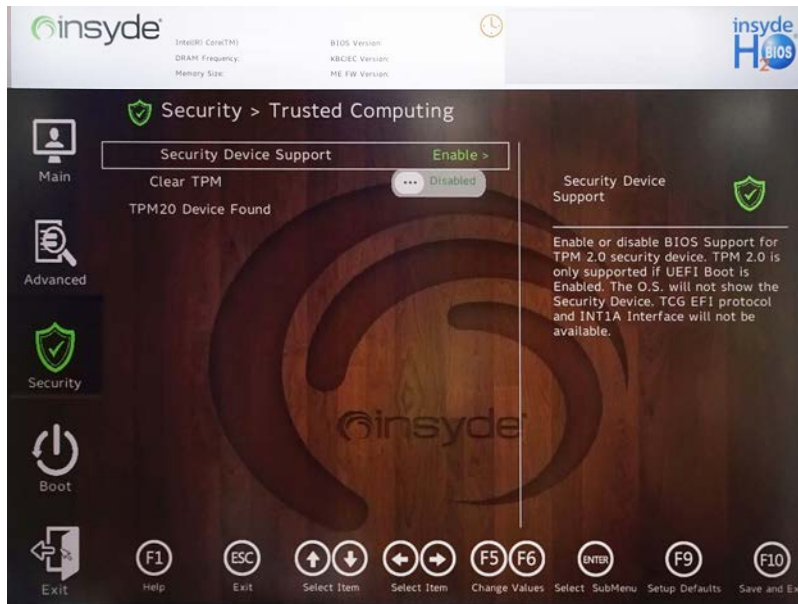 insyde
Intel(R) Core(TM)
DRAM Frequency:
Memory Size:
BIOS Version:
KBC/EC Version:
ME FW Version:
insyde
H2O
BIOS
Security > Trusted Computing
Main
Security Device Support Enable >
Clear TPM Disabled
TPM20 Device Found
Security Device
Support
Enable or disable BIOS Support for
TPM 2.0 security device. TPM 2.0 is
only supported if UEFI Boot is
Enabled. The O.S. will not show the
Security Device. TCG EFI protocol
and INT1A Interface will not be
available.
Advanced
Security
Boot
Exit
insyde
F1
Help
ESC
Exit
Select Item
Select Item
F5 F6
Change Values
ENTER
Select SubMenu
F9
Setup Defaults
F10
Save and Ex